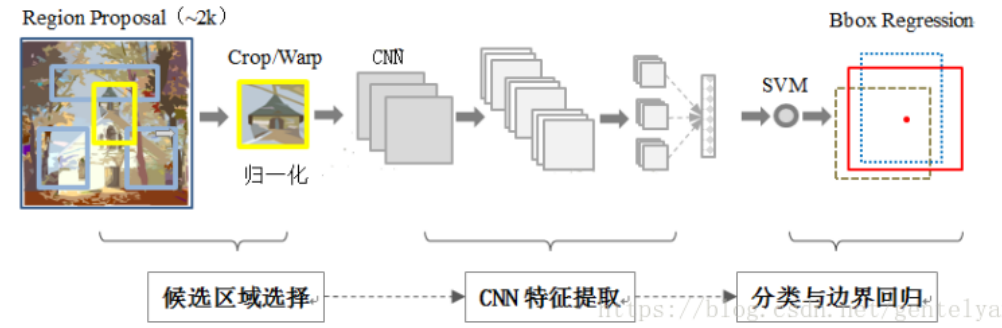 Region Proposal（~2k）
Crop/Warp
CNN
SVM
Bbox Regression
归一化
候选区域选择
CNN 特征提取
分类与边界回归
https://blog.csdn.net/gentelya